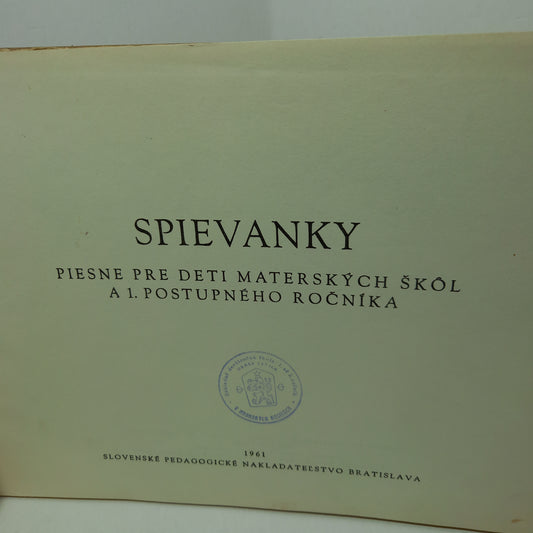 SPIEVANKY
PIESNE PRE DETI MATERSKÝCH ŠKÔL
A 1. POSTUPNÉHO ROČNÍKA
1961
SLOVENSKÉ PEDAGOGICKÉ NAKLADATEĽSTVO BRATISLAVA